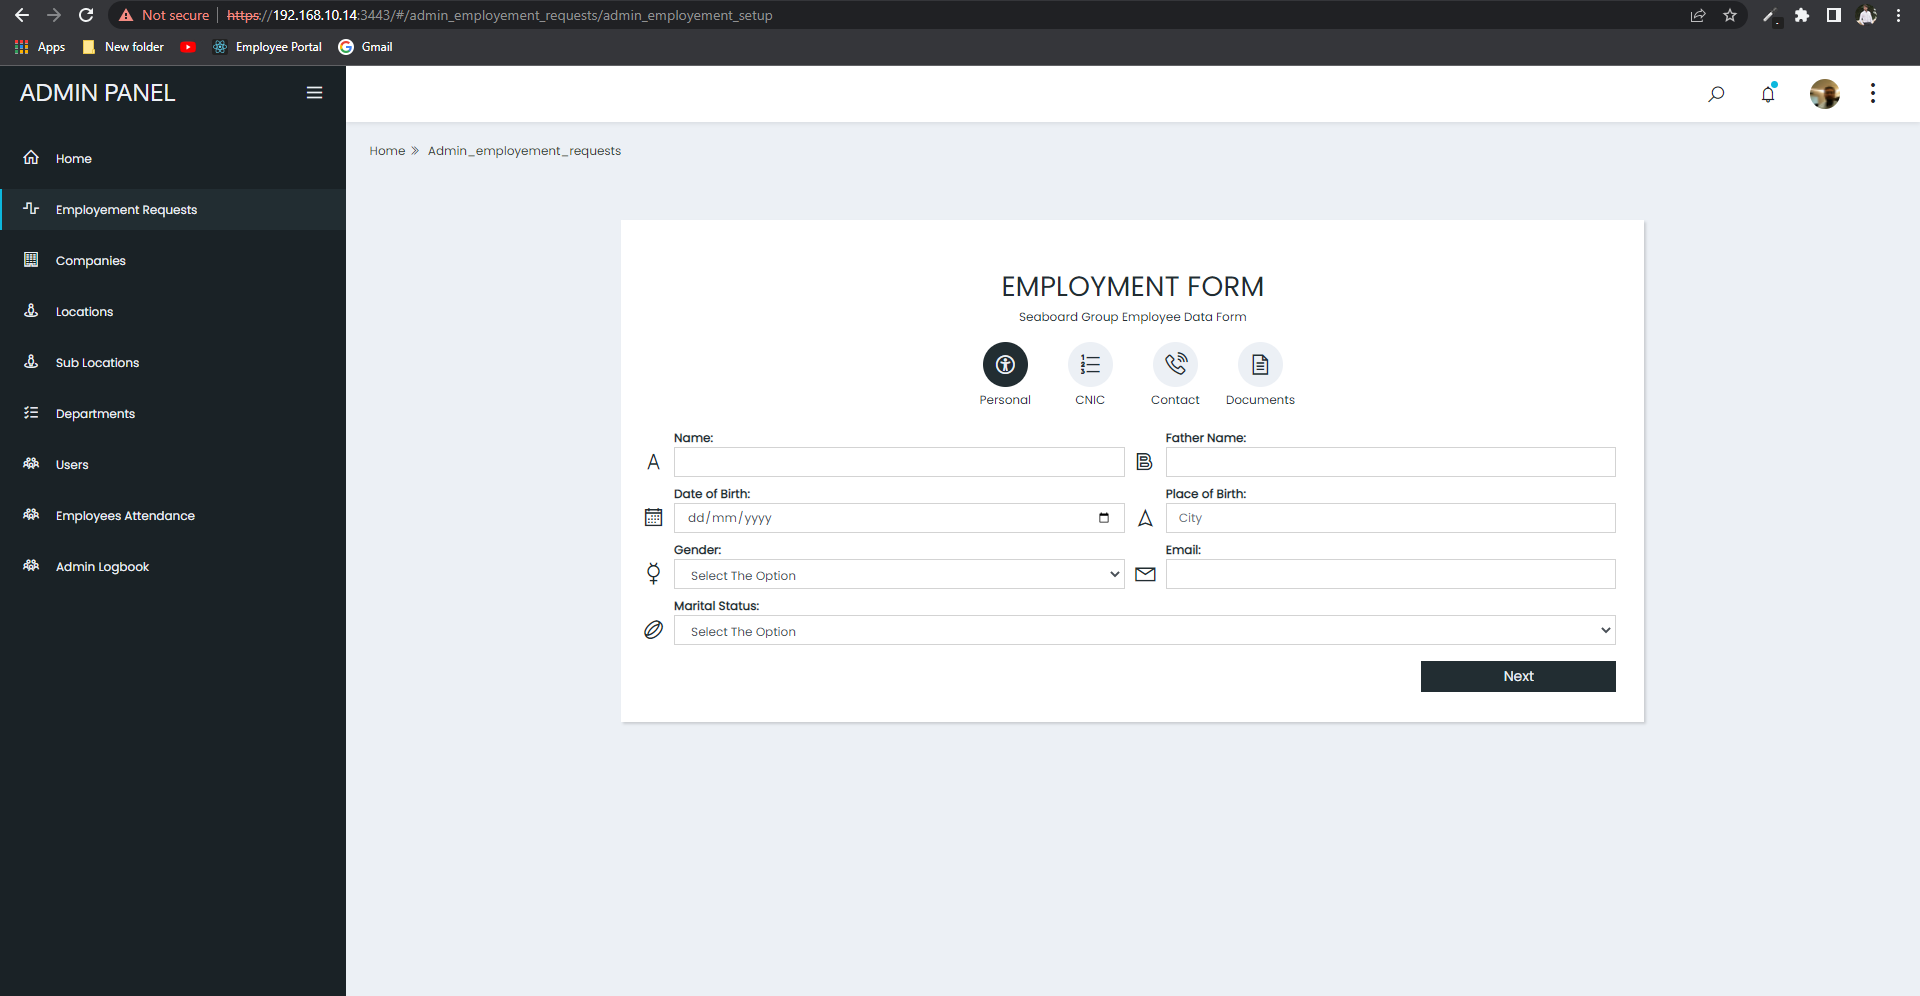 Not secure https://192.168.10.14:3443/#/admin_employement_requests/admin_employement_setup
Apps New folder Employee Portal Gmail
ADMIN PANEL
Home
Employement Requests
Companies
Locations
Sub Locations
Departments
Users
Employees Attendance
Admin Logbook
Home » Admin_employement_requests
EMPLOYMENT FORM
Seaboard Group Employee Data Form
Personal CNIC Contact Documents
Name: Father Name:
Date of Birth: Place of Birth:
dd/mm/yyyy City
Gender: Email:
Select The Option
Marital Status:
Select The Option
Next